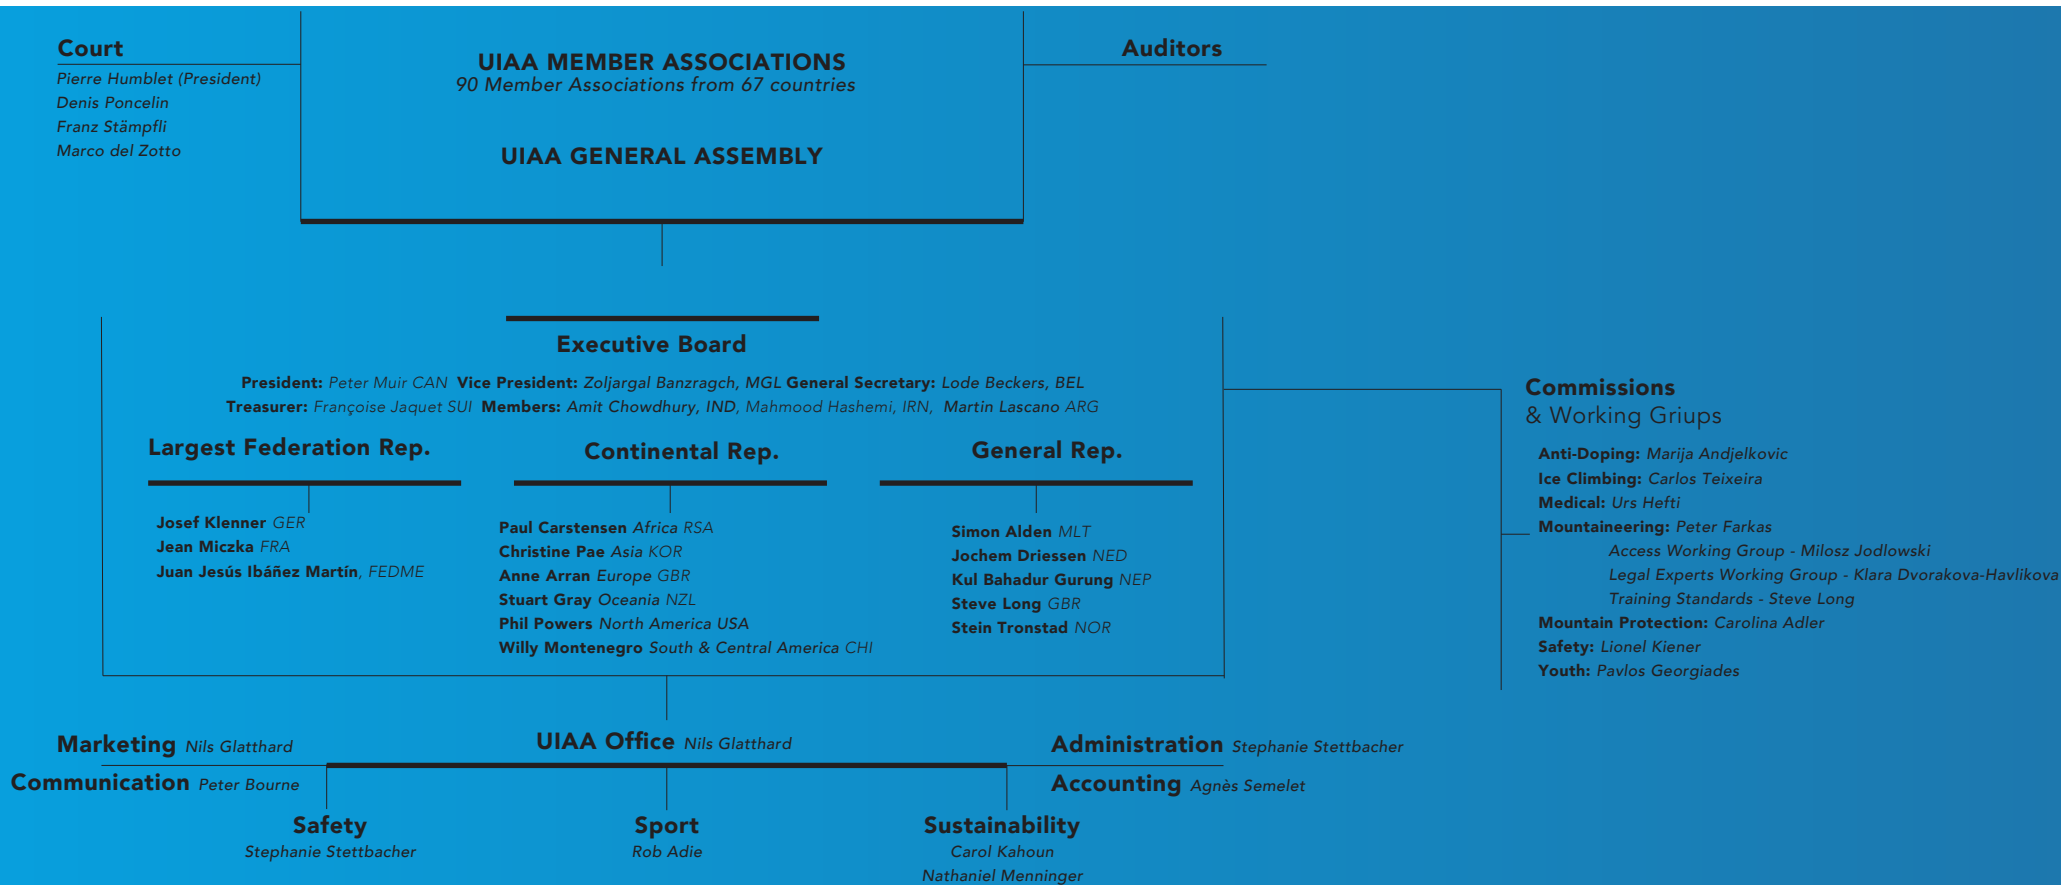 Court
Pierre Humblet (President)
Denis Poncelin
Franz Stämpfli
Marco del Zotto
UIAA MEMBER ASSOCIATIONS
90 Member Associations from 67 countries
UIAA GENERAL ASSEMBLY
Auditors
Executive Board
President: Peter Muir CAN Vice President: Zoljargal Banzragch, MGL General Secretary: Lode Beckers, BEL
Treasurer: Françoise Jaquet SUI Members: Amit Chowdhury, IND, Mahmood Hashemi, IRN, Martin Lascano ARG
Largest Federation Rep.
Josef Klenner GER
Jean Miczka FRA
Juan Jesús Ibáñez Martín, FEDME
Continental Rep.
Paul Carstensen Africa RSA
Christine Pae Asia KOR
Anne Arran Europe GBR
Stuart Gray Oceania NZL
Phil Powers North America USA
Willy Montenegro South & Central America CHI
General Rep.
Simon Alden MLT
Jochem Driessen NED
Kul Bahadur Gurung NEP
Steve Long GBR
Stein Tronstad NOR
Commissions
& Working Griups
Anti-Doping: Marija Andjelkovic
Ice Climbing: Carlos Teixeira
Medical: Urs Hefti
Mountaineering: Peter Farkas
Access Working Group - Milosz Jodlowski
Legal Experts Working Group - Klara Dvorakova-Havlikova
Training Standards - Steve Long
Mountain Protection: Carolina Adler
Safety: Lionel Kiener
Youth: Pavlos Georgiades
Marketing Nils Glatthard
Communication Peter Bourne
UIAA Office Nils Glatthard
Administration Stephanie Stettbacher
Accounting Agnès Semelet
Safety
Stephanie Stettbacher
Sport
Rob Adie
Sustainability
Carol Kahoun
Nathaniel Menninger